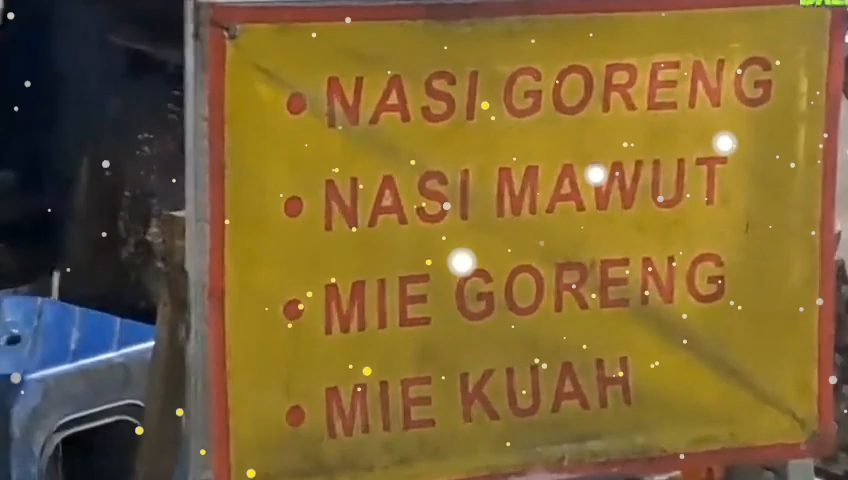 • NASI GORENG
• NASI MAWUT
• MIE GORENG
• MIE KUAH